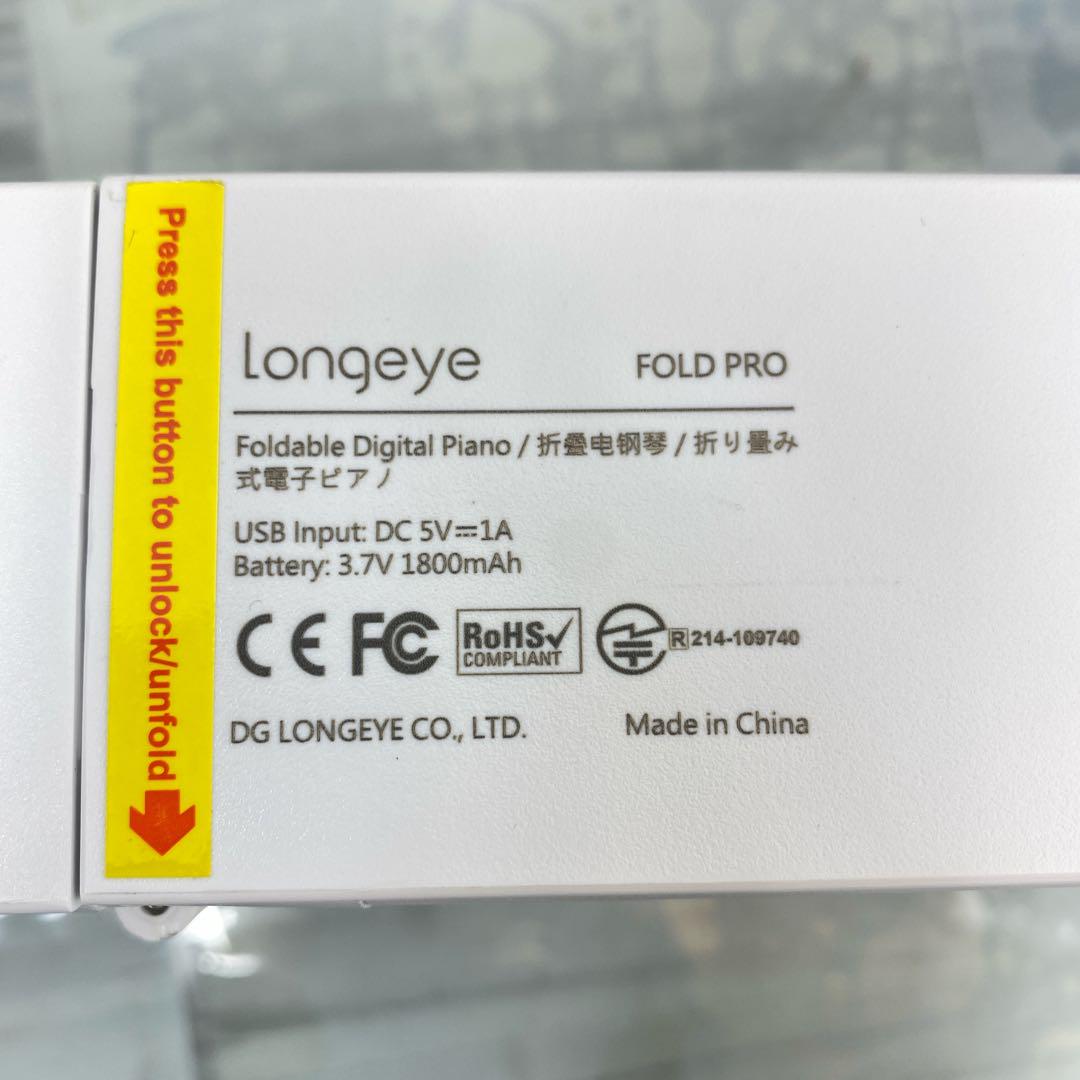 Press this button to unlock/unfold
Longeye
FOLD PRO
Foldable Digital Piano / 折疊电钢琴 / 折り畳み
式電子ピアノ
USB Input: DC 5V⎓1A
Battery: 3.7V 1800mAh
CE FC RoHS✓ COMPLIANT R 214-109740
DG LONGEYE CO., LTD.
Made in China